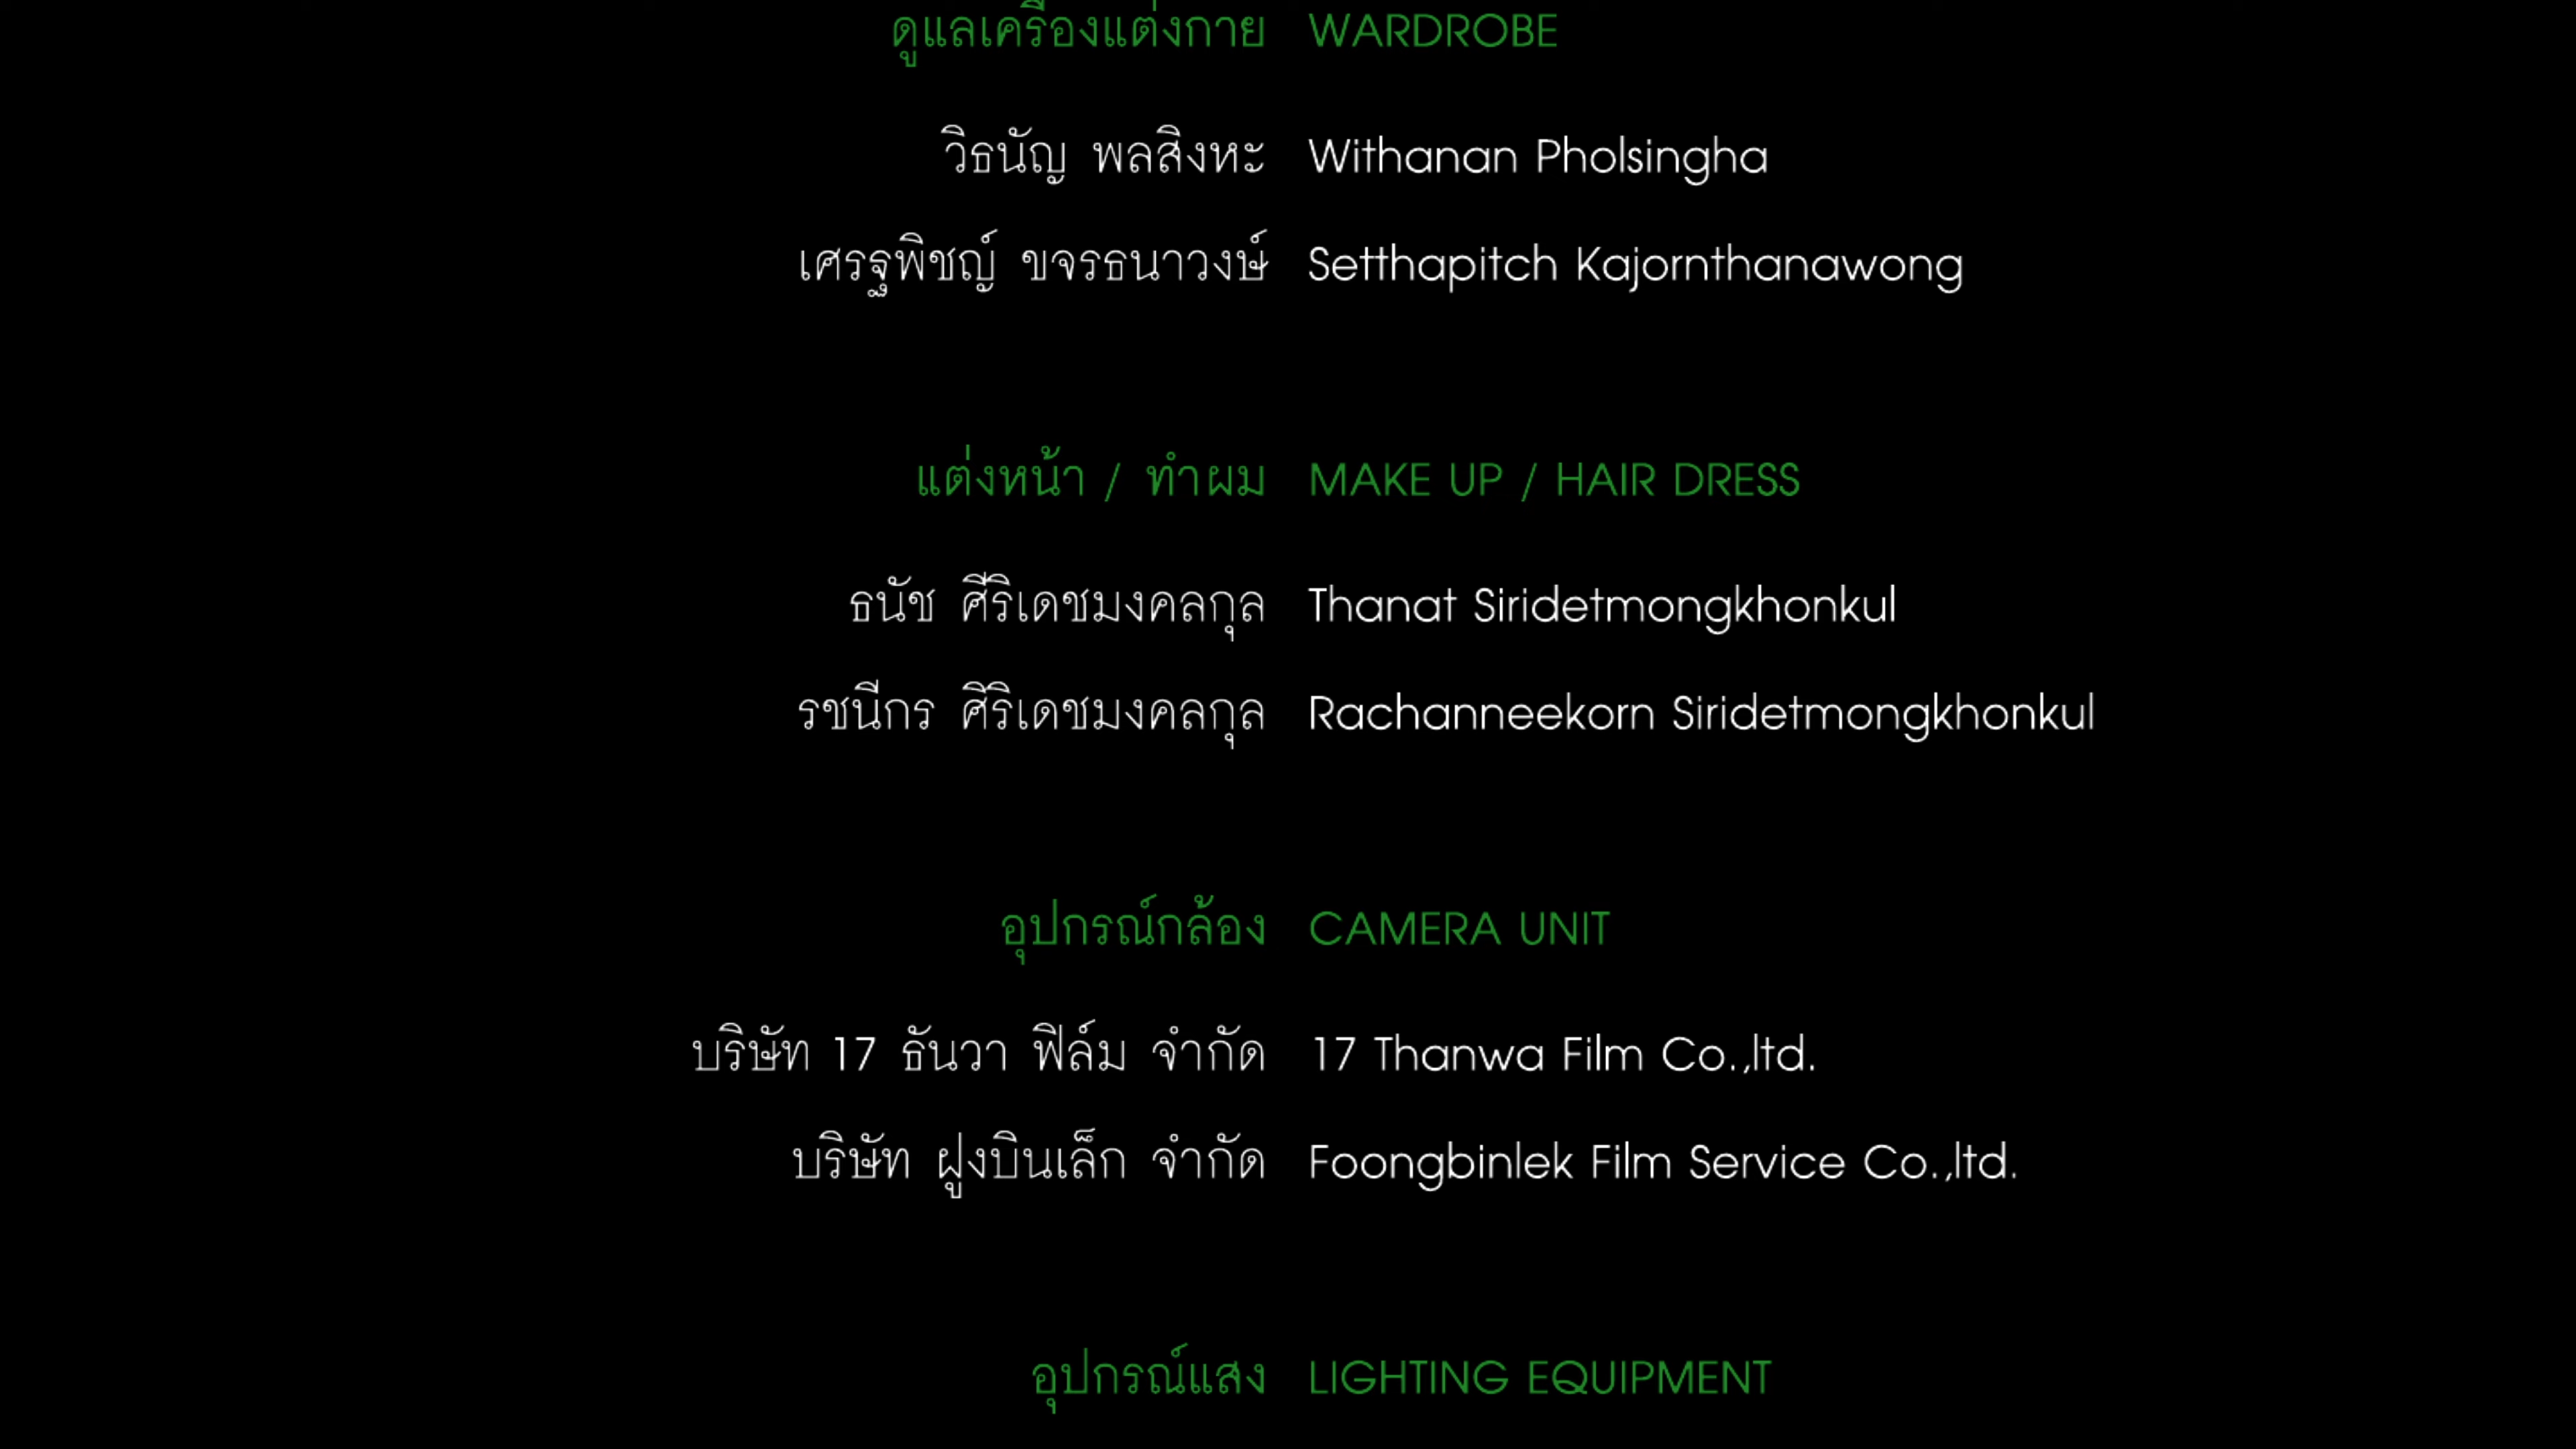 ดูแลเครื่องแต่งกาย WARDROBE
วิธนัญ พลสิงหะ Withanan Pholsingha
เศรฐพิชญ์ ขจรธนาวงษ์ Setthapitch Kajornthanawong
แต่งหน้า / ทำผม MAKE UP / HAIR DRESS
ธนัช ศิริเดชมงคลกุล Thanat Siridetmongkhonkul
รชนีกร ศิริเดชมงคลกุล Rachanneekorn Siridetmongkhonkul
อุปกรณ์กล้อง CAMERA UNIT
บริษัท 17 ธันวา ฟิล์ม จำกัด 17 Thanwa Film Co.,ltd.
บริษัท ฝูงบินเล็ก จำกัด Foongbinlek Film Service Co.,ltd.
อุปกรณ์แสง LIGHTING EQUIPMENT